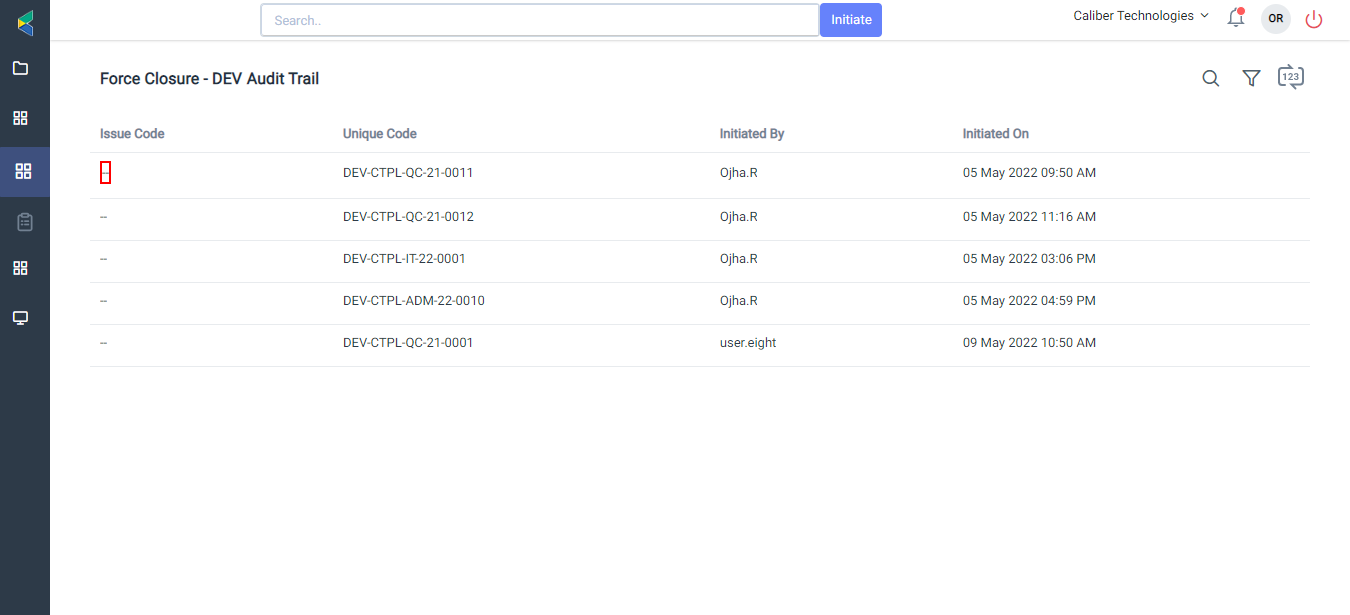 Search..
Initiate
Caliber Technologies
OR
Force Closure - DEV Audit Trail
123
Issue Code Unique Code Initiated By Initiated On
-- DEV-CTPL-QC-21-0011 Ojha.R 05 May 2022 09:50 AM
-- DEV-CTPL-QC-21-0012 Ojha.R 05 May 2022 11:16 AM
-- DEV-CTPL-IT-22-0001 Ojha.R 05 May 2022 03:06 PM
-- DEV-CTPL-ADM-22-0010 Ojha.R 05 May 2022 04:59 PM
-- DEV-CTPL-QC-21-0001 user.eight 09 May 2022 10:50 AM